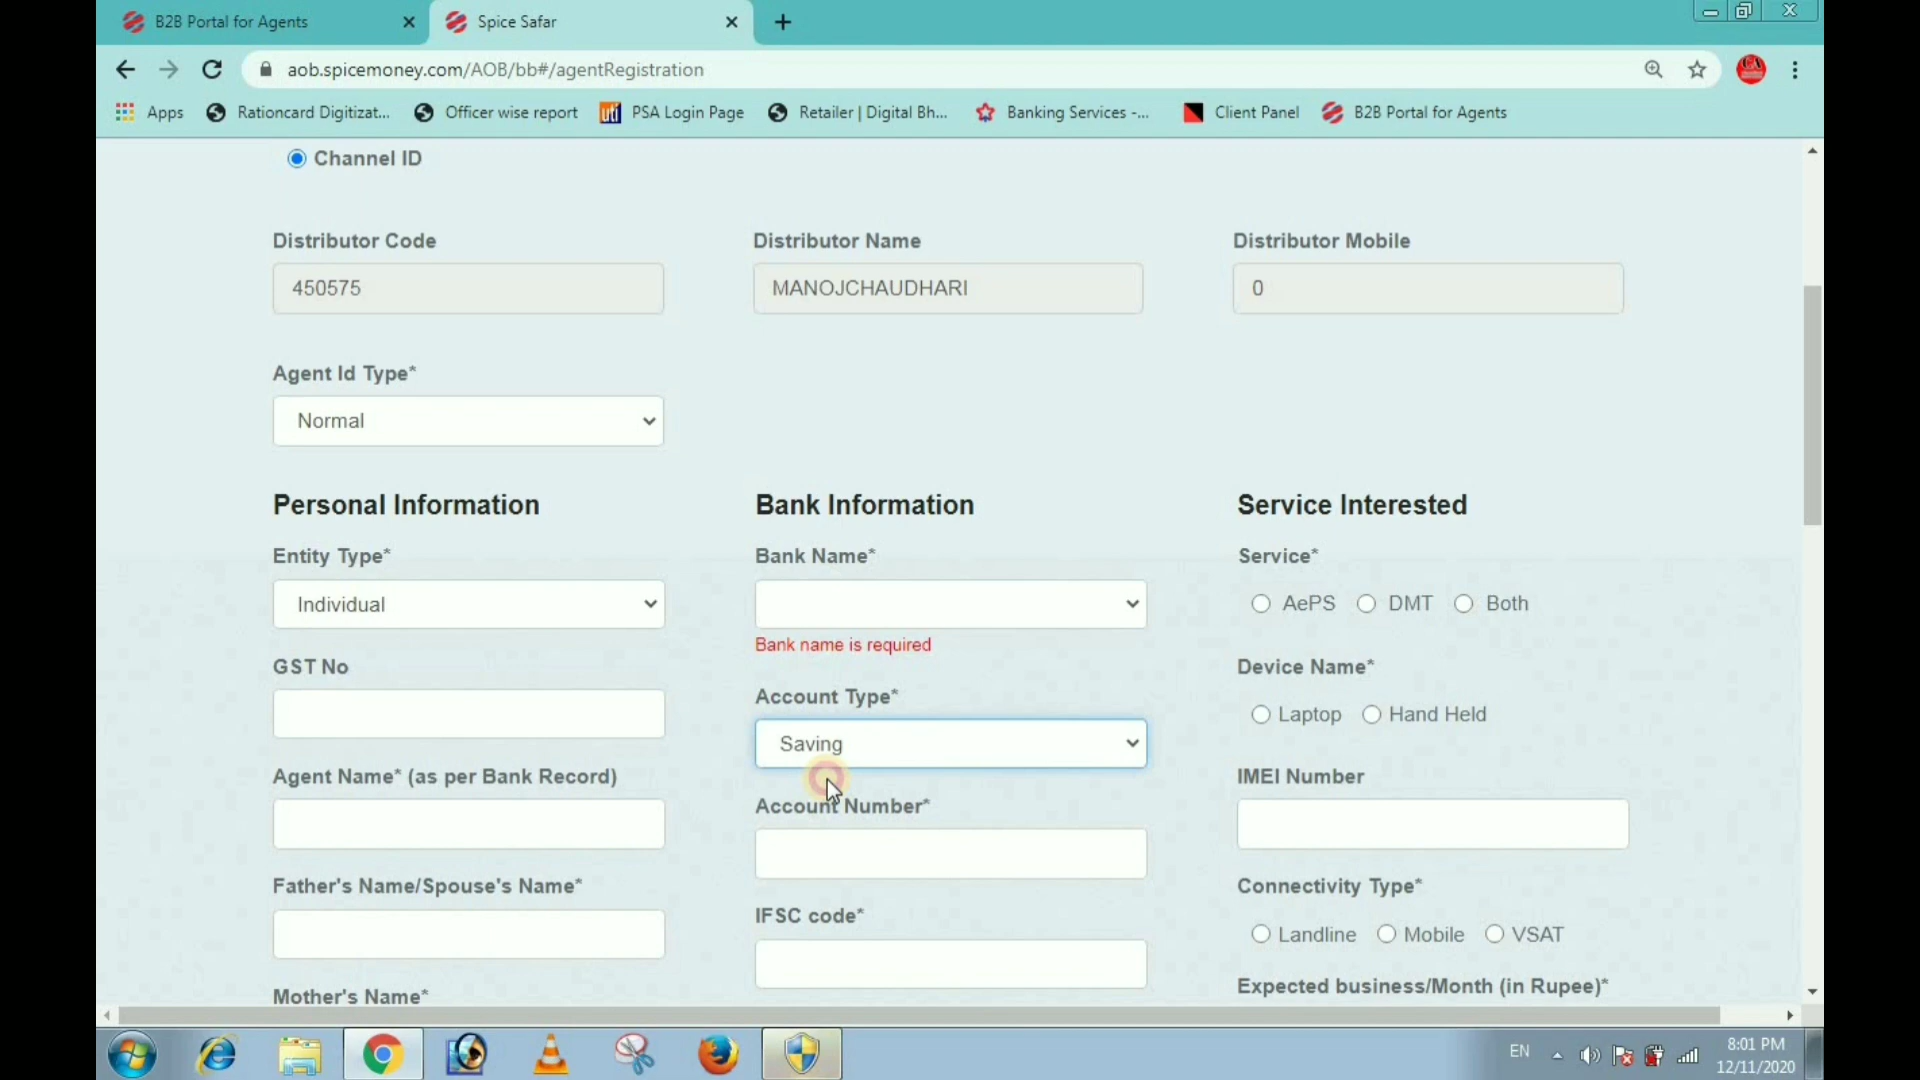 B2B Portal for Agents
Spice Safar
aob.spicemoney.com/AOB/bb#/agentRegistration
Apps
Rationcard Digitizat...
Officer wise report
uti
PSA Login Page
Retailer | Digital Bh...
Banking Services -...
Client Panel
B2B Portal for Agents
Channel ID
Distributor Code
Distributor Name
Distributor Mobile
450575
MANOJCHAUDHARI
0
Agent Id Type*
Normal
Personal Information
Bank Information
Service Interested
Entity Type*
Bank Name*
Service*
Individual
AePS
DMT
Both
Bank name is required
GST No
Account Type*
Device Name*
Saving
Laptop
Hand Held
Agent Name* (as per Bank Record)
Account Number*
IMEI Number
Father's Name/Spouse's Name*
IFSC code*
Connectivity Type*
Landline
Mobile
VSAT
Mother's Name*
Expected business/Month (in Rupee)*
EN
8:01 PM
12/11/2020